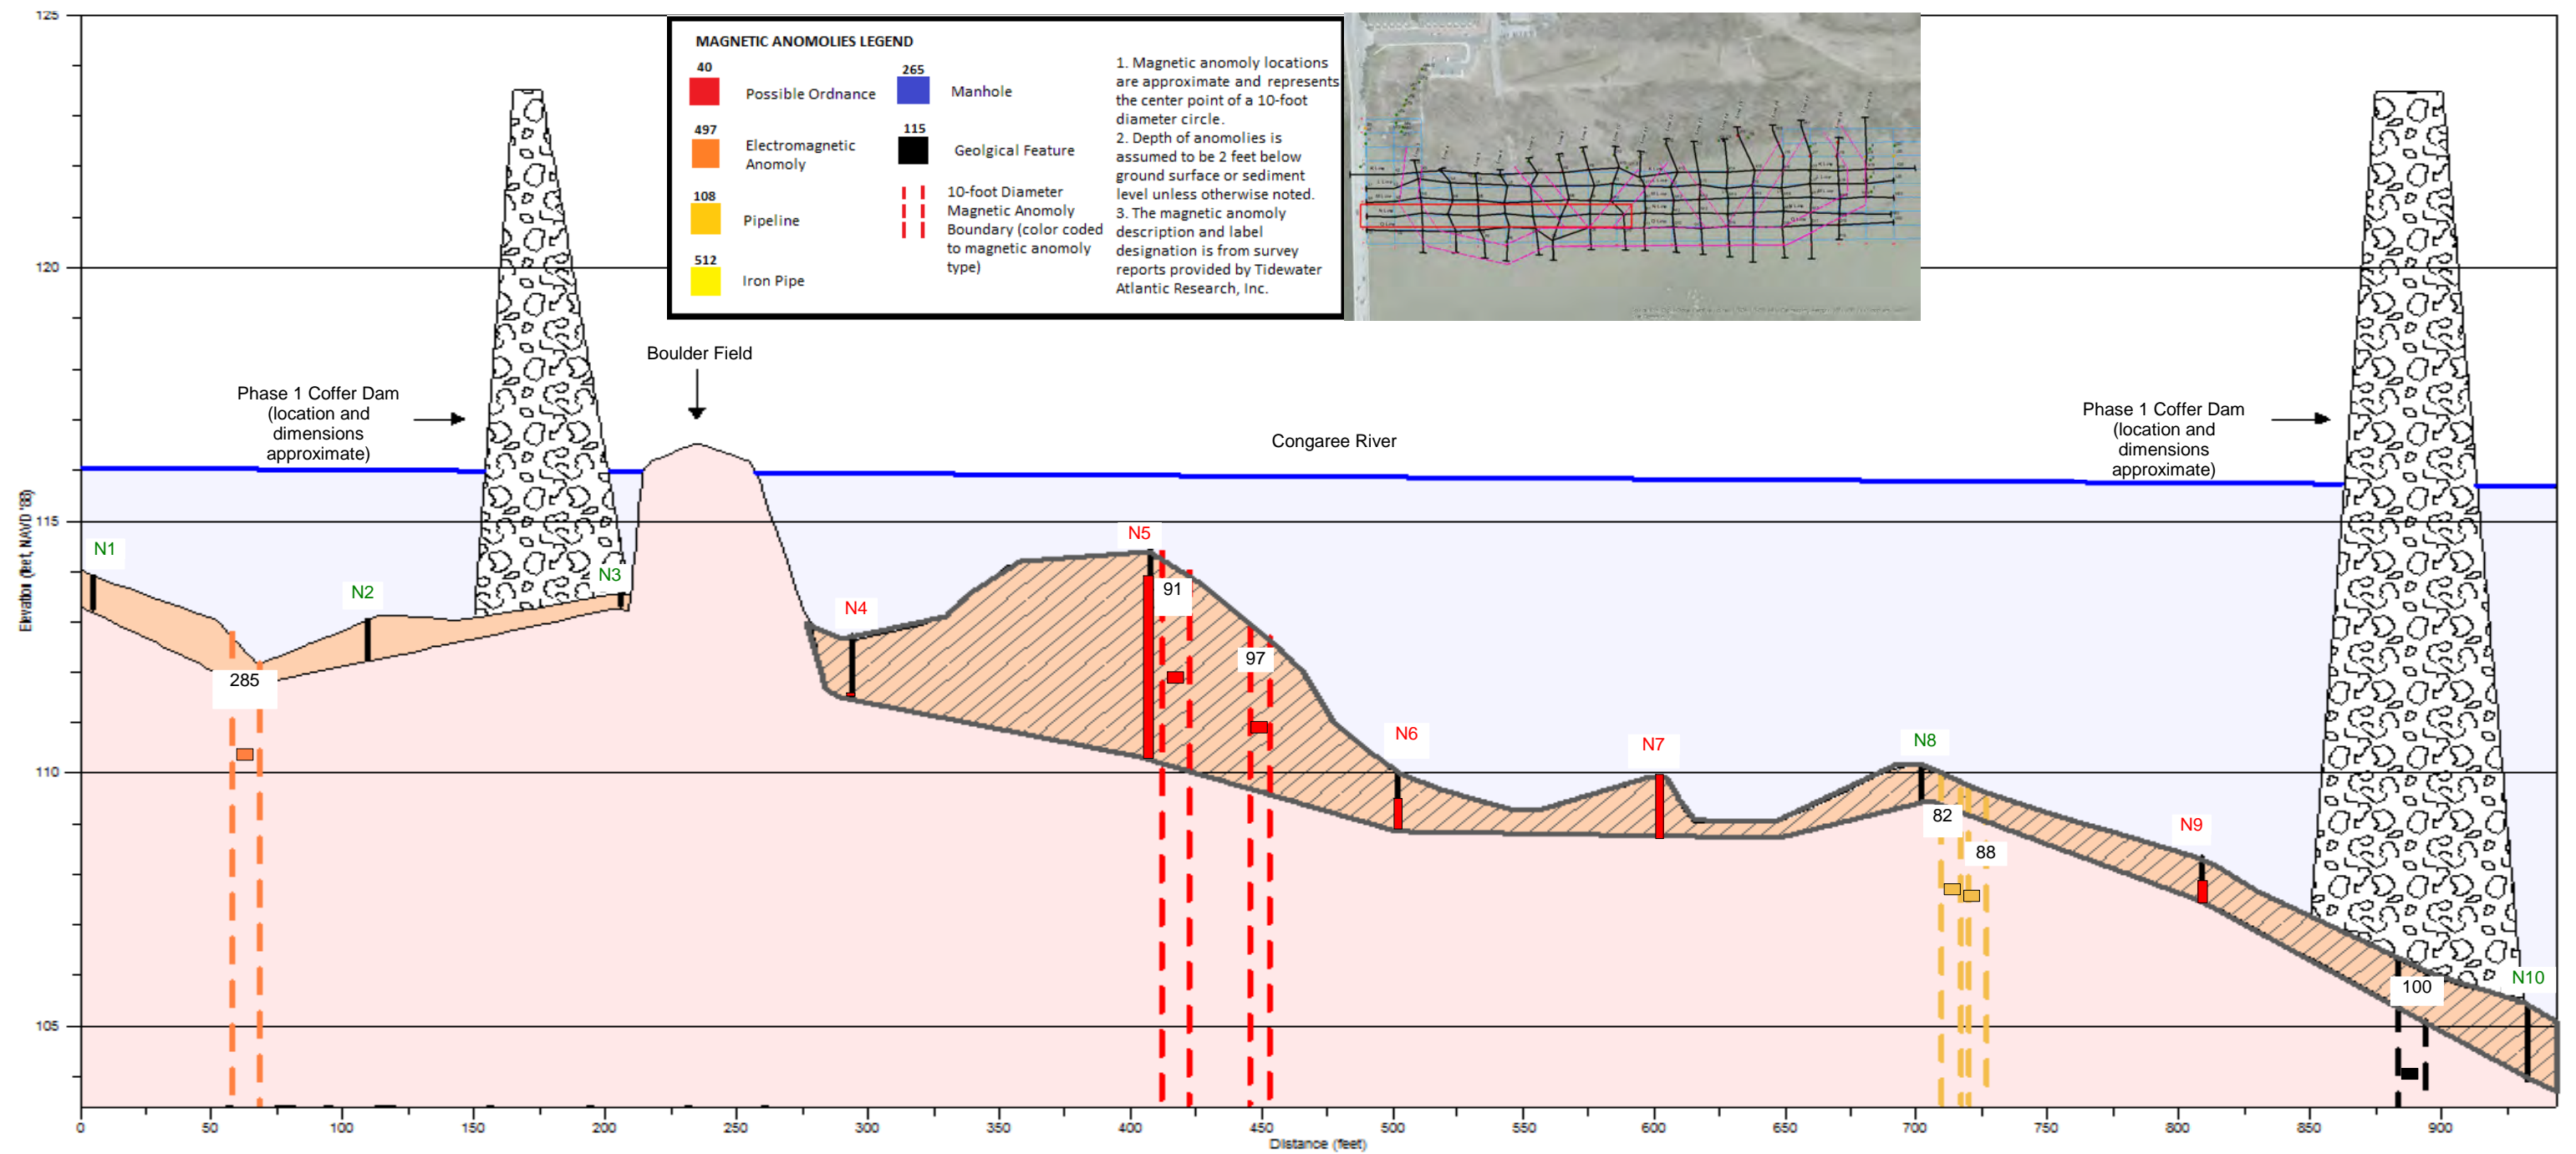 125
120
115
110
105
Elevation (feet, NAVD '88)
MAGNETIC ANOMOLIES LEGEND
40
Possible Ordnance
497
Electromagnetic
Anomoly
108
Pipeline
512
Iron Pipe
265
Manhole
115
Geolgical Feature
10-foot Diameter
Magnetic Anomoly
Boundary (color coded
to magnetic anomoly
type)
1. Magnetic anomoly locations
are approximate and represents
the center point of a 10-foot
diameter circle.
2. Depth of anomolies is
assumed to be 2 feet below
ground surface or sediment
level unless otherwise noted.
3. The magnetic anomoly
description and label
designation is from survey
reports provided by Tidewater
Atlantic Research, Inc.
Boulder Field
Phase 1 Coffer Dam
(location and
dimensions
approximate)
Congaree River
Phase 1 Coffer Dam
(location and
dimensions
approximate)
N1
N2
N3
N4
N5
N6
N7
N8
N9
N10
285
91
97
82
88
100
0
50
100
150
200
250
300
350
400
450
500
550
600
650
700
750
800
850
900
Distance (feet)